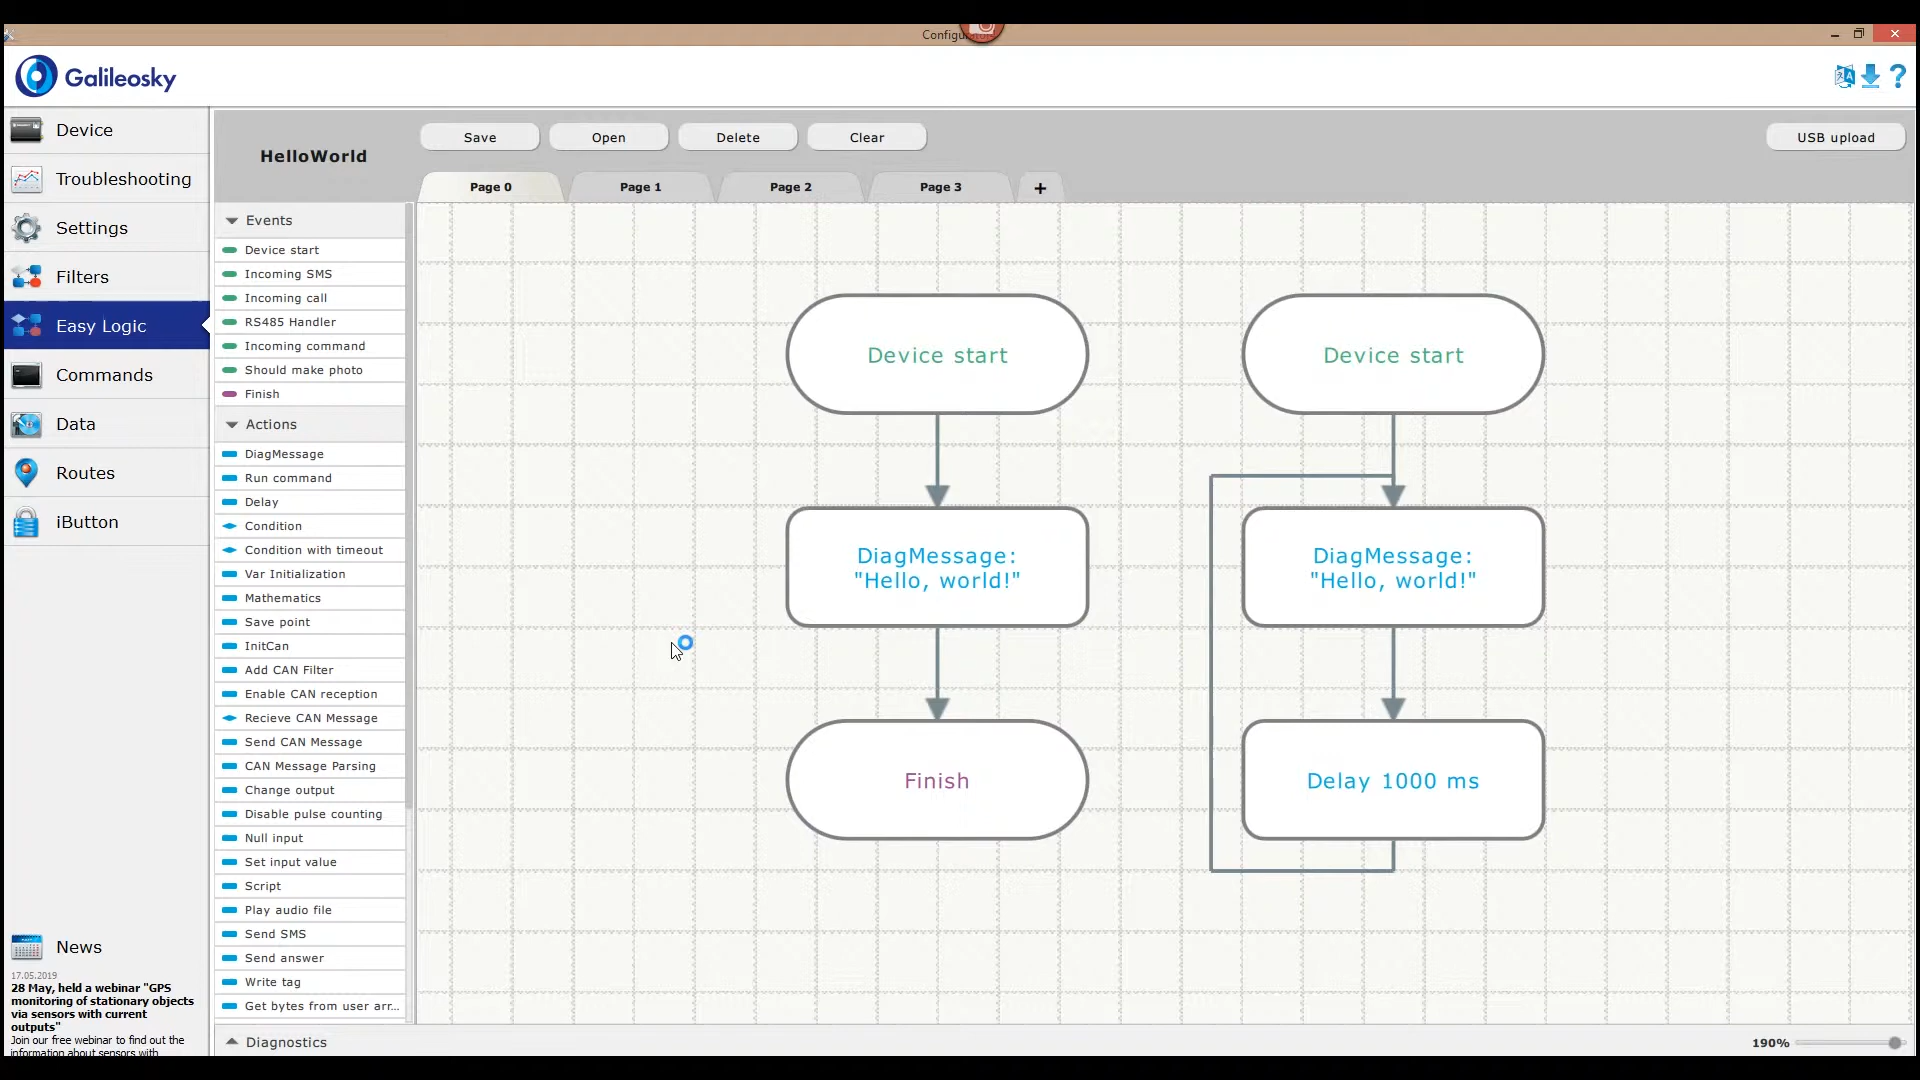 Galileosky
Device
Troubleshooting
Settings
Filters
Easy Logic
Commands
Data
Routes
iButton
News
17.05.2019
28 May, held a webinar "GPS
monitoring of stationary objects
via sensors with current
outputs"
Join our free webinar to find out the
information about sensors with
HelloWorld
Save
Open
Delete
Clear
USB upload
Page 0
Page 1
Page 2
Page 3
+
Events
Device start
Incoming SMS
Incoming call
RS485 Handler
Incoming command
Should make photo
Finish
Actions
DiagMessage
Run command
Delay
Condition
Condition with timeout
Var Initialization
Mathematics
Save point
InitCan
Add CAN Filter
Enable CAN reception
Recieve CAN Message
Send CAN Message
CAN Message Parsing
Change output
Disable pulse counting
Null input
Set input value
Script
Play audio file
Send SMS
Send answer
Write tag
Get bytes from user arr...
Device start
DiagMessage:
"Hello, world!"
Finish
Device start
DiagMessage:
"Hello, world!"
Delay 1000 ms
Diagnostics
190%